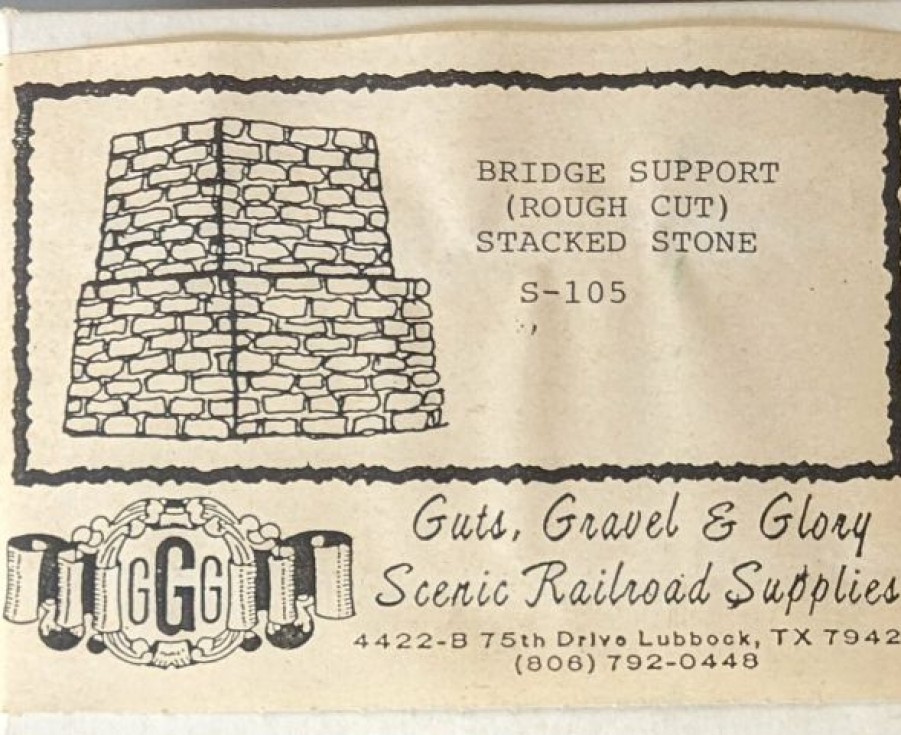 BRIDGE SUPPORT
(ROUGH CUT)
STACKED STONE
S-105
GGG
Guts, Gravel & Glory
Scenic Railroad Supplies
4422-B 75th Drive Lubbock, TX 7942
(806) 792-0448